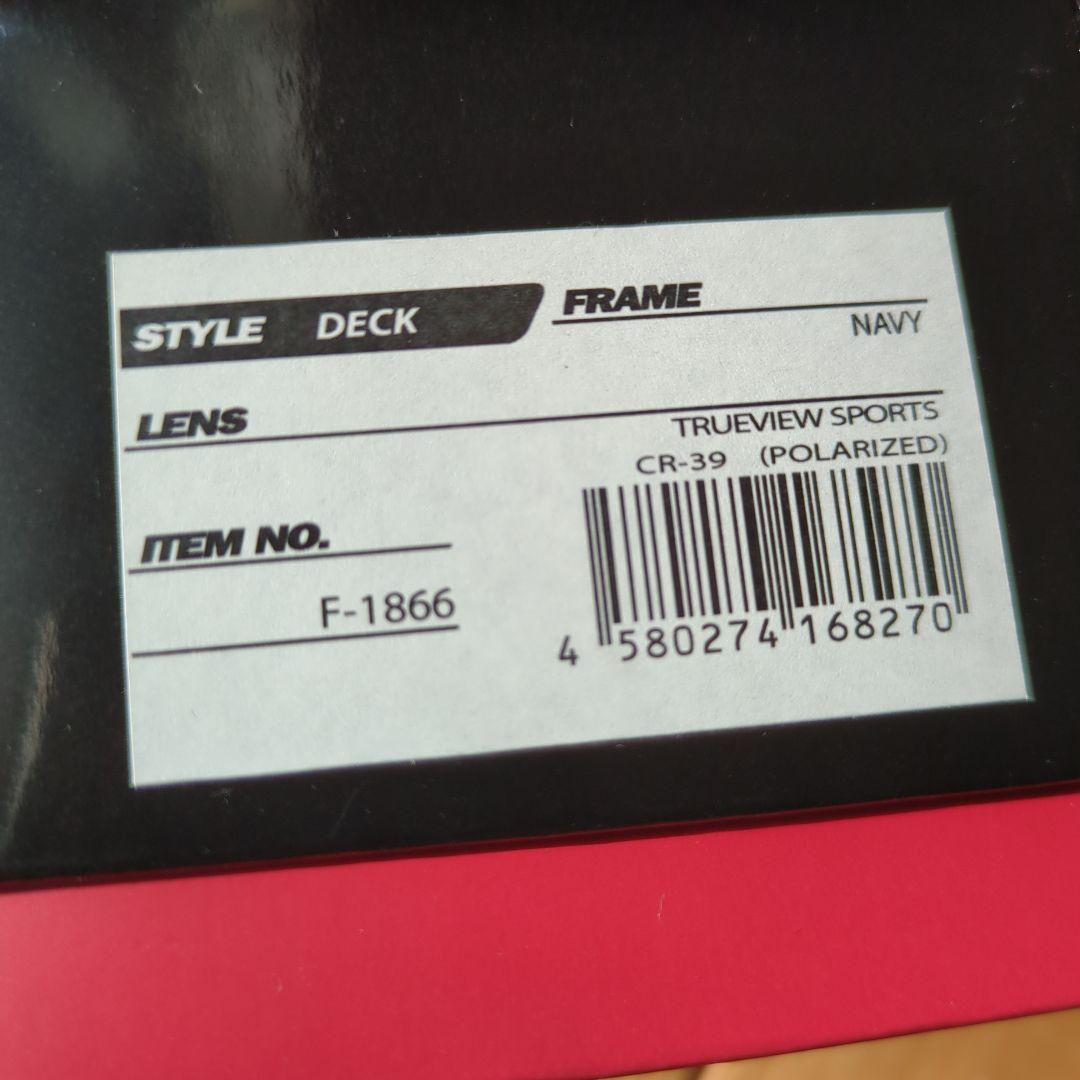 STYLE DECK
FRAME
NAVY
LENS
TRUEVIEW SPORTS
CR-39 (POLARIZED)
ITEM NO.
F-1866
4 580274 168270